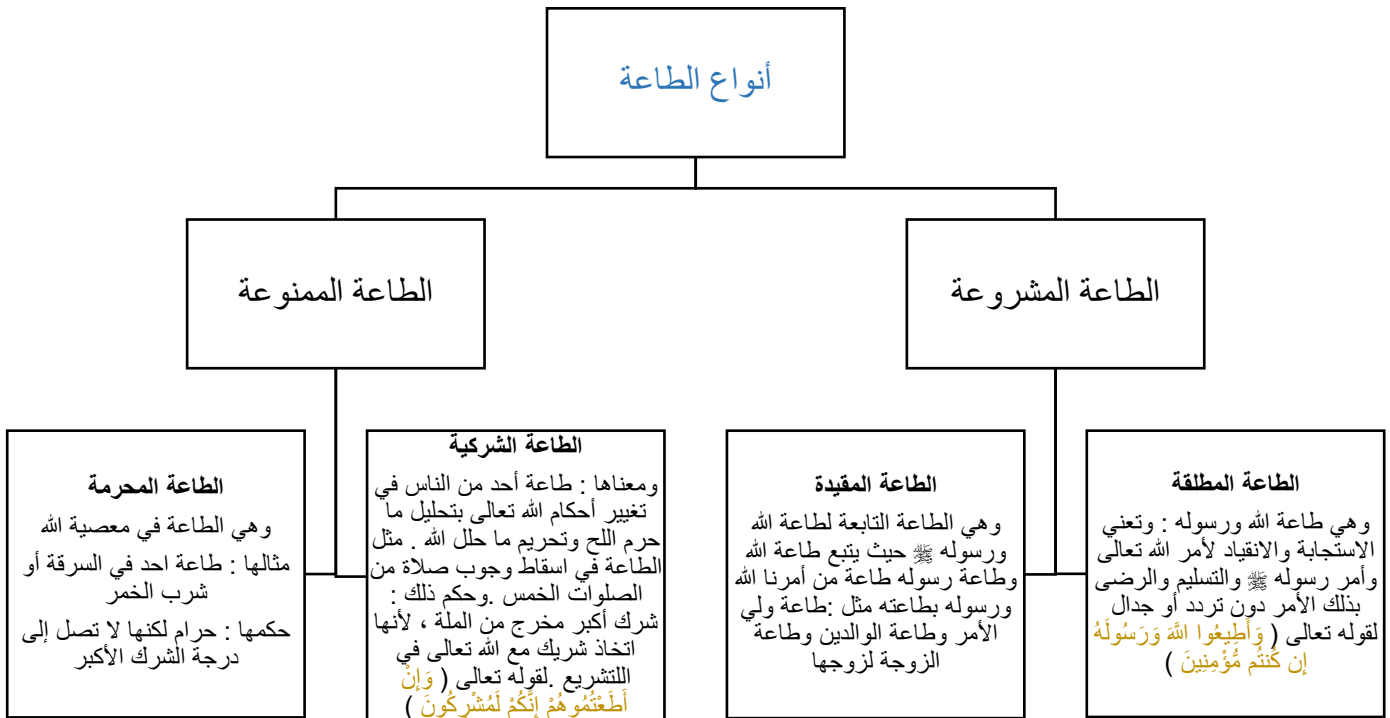 أنواع الطاعة
الطاعة المشروعة
الطاعة الممنوعة
الطاعة المطلقة
وهي طاعة الله ورسوله : وتعني
الاستجابة والانقياد لأمر الله تعالى
وأمر رسوله ﷺ والتسليم والرضى
بذلك الأمر دون تردد أو جدال
لقوله تعالى ( وَأَطِيعُوا اللَّهَ وَرَسُولَهُ
إِن كُنتُم مُّؤْمِنِينَ )
الطاعة المقيدة
وهي الطاعة التابعة لطاعة الله
ورسوله ﷺ حيث يتبع طاعة الله
وطاعة رسوله طاعة من أمرنا الله
ورسوله بطاعته مثل :طاعة ولي
الأمر وطاعة الوالدين وطاعة
الزوجة لزوجها
الطاعة الشركية
ومعناها : طاعة أحد من الناس في
تغيير أحكام الله تعالى بتحليل ما
حرم اللح وتحريم ما حلل الله . مثل
الطاعة في اسقاط وجوب صلاة من
الصلوات الخمس .وحكم ذلك :
شرك أكبر مخرج من الملة ، لأنها
اتخاذ شريك مع الله تعالى في
اللتشريع .لقوله تعالى ( وَإِنْ
أَطَعْتُمُوهُمْ إِنَّكُمْ لَمُشْرِكُونَ )
الطاعة المحرمة
وهي الطاعة في معصية الله
مثالها : طاعة احد في السرقة أو
شرب الخمر
حكمها : حرام لكنها لا تصل إلى
درجة الشرك الأكبر